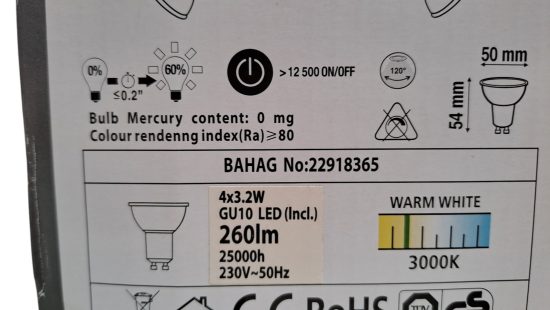 0%
60%
≤0.2"
>12 500 ON/OFF
120°
50 mm
54 mm
Bulb Mercury content: 0 mg
Colour rendenng index(Ra)≥80
BAHAG No:22918365
4x3.2W
GU10 LED (Incl.)
260lm
25000h
230V~50Hz
WARM WHITE
3000K
RoHS
TÜV
GS